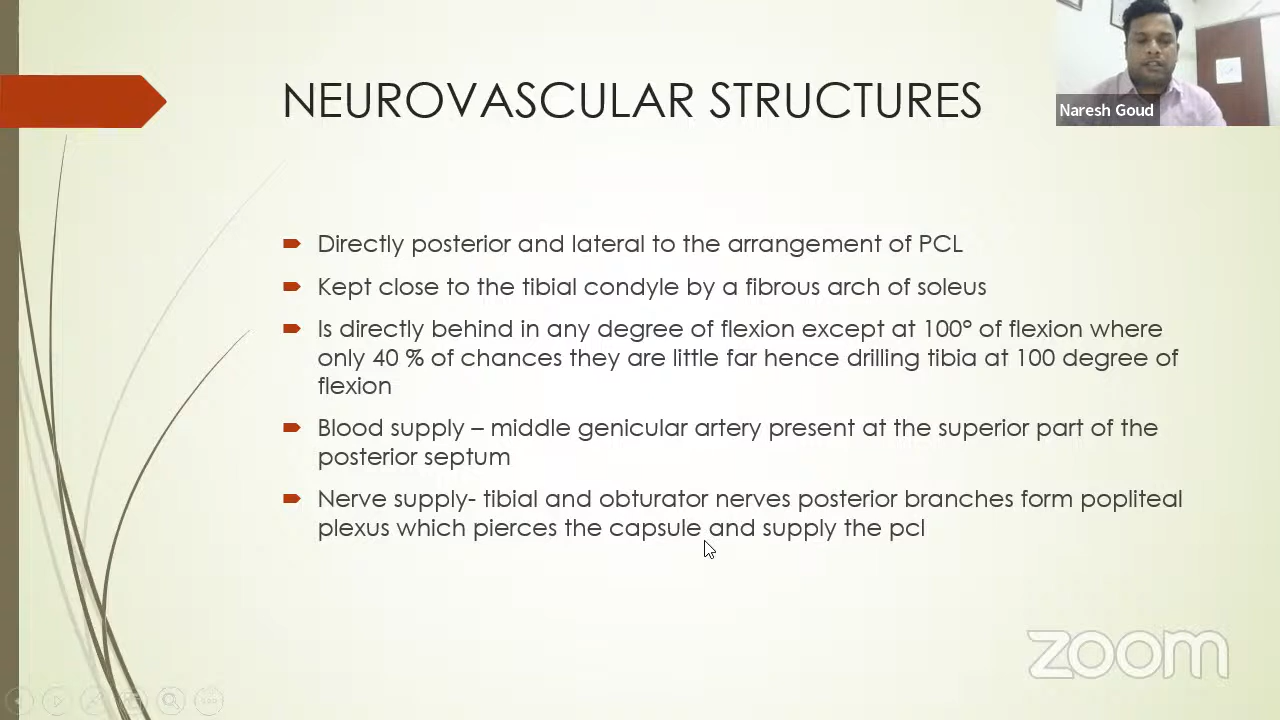 NEUROVASCULAR STRUCTURES
Naresh Goud
Directly posterior and lateral to the arrangement of PCL
Kept close to the tibial condyle by a fibrous arch of soleus
Is directly behind in any degree of flexion except at 100° of flexion where
only 40 % of chances they are little far hence drilling tibia at 100 degree of
flexion
Blood supply – middle genicular artery present at the superior part of the
posterior septum
Nerve supply- tibial and obturator nerves posterior branches form popliteal
plexus which pierces the capsule and supply the pcl
zoom